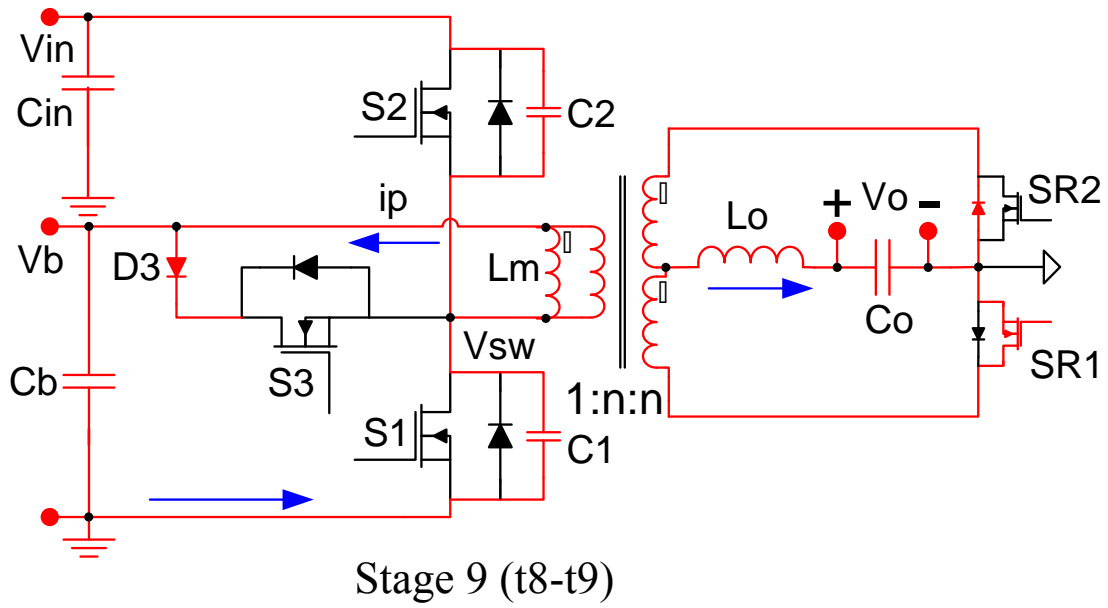 Vin
Cin
S2
C2
ip
Vb
D3
Lm
Lo
+ Vo -
SR2
Vsw
Co
SR1
Cb
S3
1:n:n
S1
C1
Stage 9 (t8-t9)